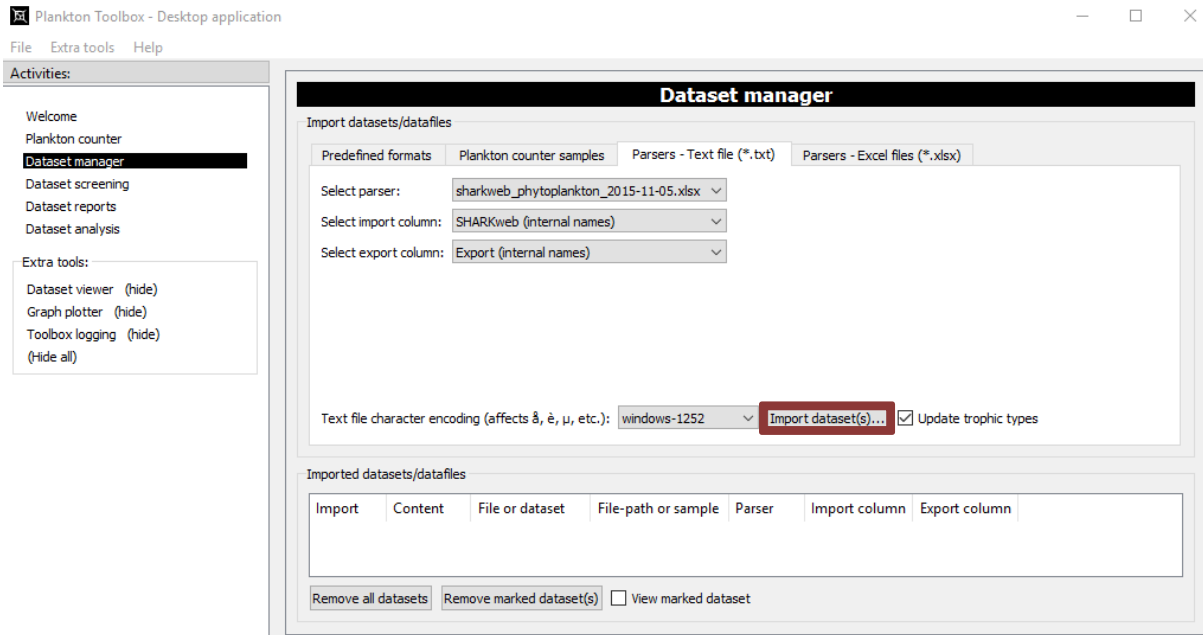 Plankton Toolbox - Desktop application
File Extra tools Help
Activities:
Welcome
Plankton counter
Dataset manager
Dataset screening
Dataset reports
Dataset analysis
Extra tools:
Dataset viewer (hide)
Graph plotter (hide)
Toolbox logging (hide)
(Hide all)
Dataset manager
Import datasets/datafiles
Predefined formats Plankton counter samples Parsers - Text file (*.txt) Parsers - Excel files (*.xlsx)
Select parser: sharkweb_phytoplankton_2015-11-05.xlsx
Select import column: SHARKweb (internal names)
Select export column: Export (internal names)
Text file character encoding (affects å, è, µ, etc.): windows-1252 Import dataset(s)... Update trophic types
Imported datasets/datafiles
Import Content File or dataset File-path or sample Parser Import column Export column
Remove all datasets Remove marked dataset(s) View marked dataset